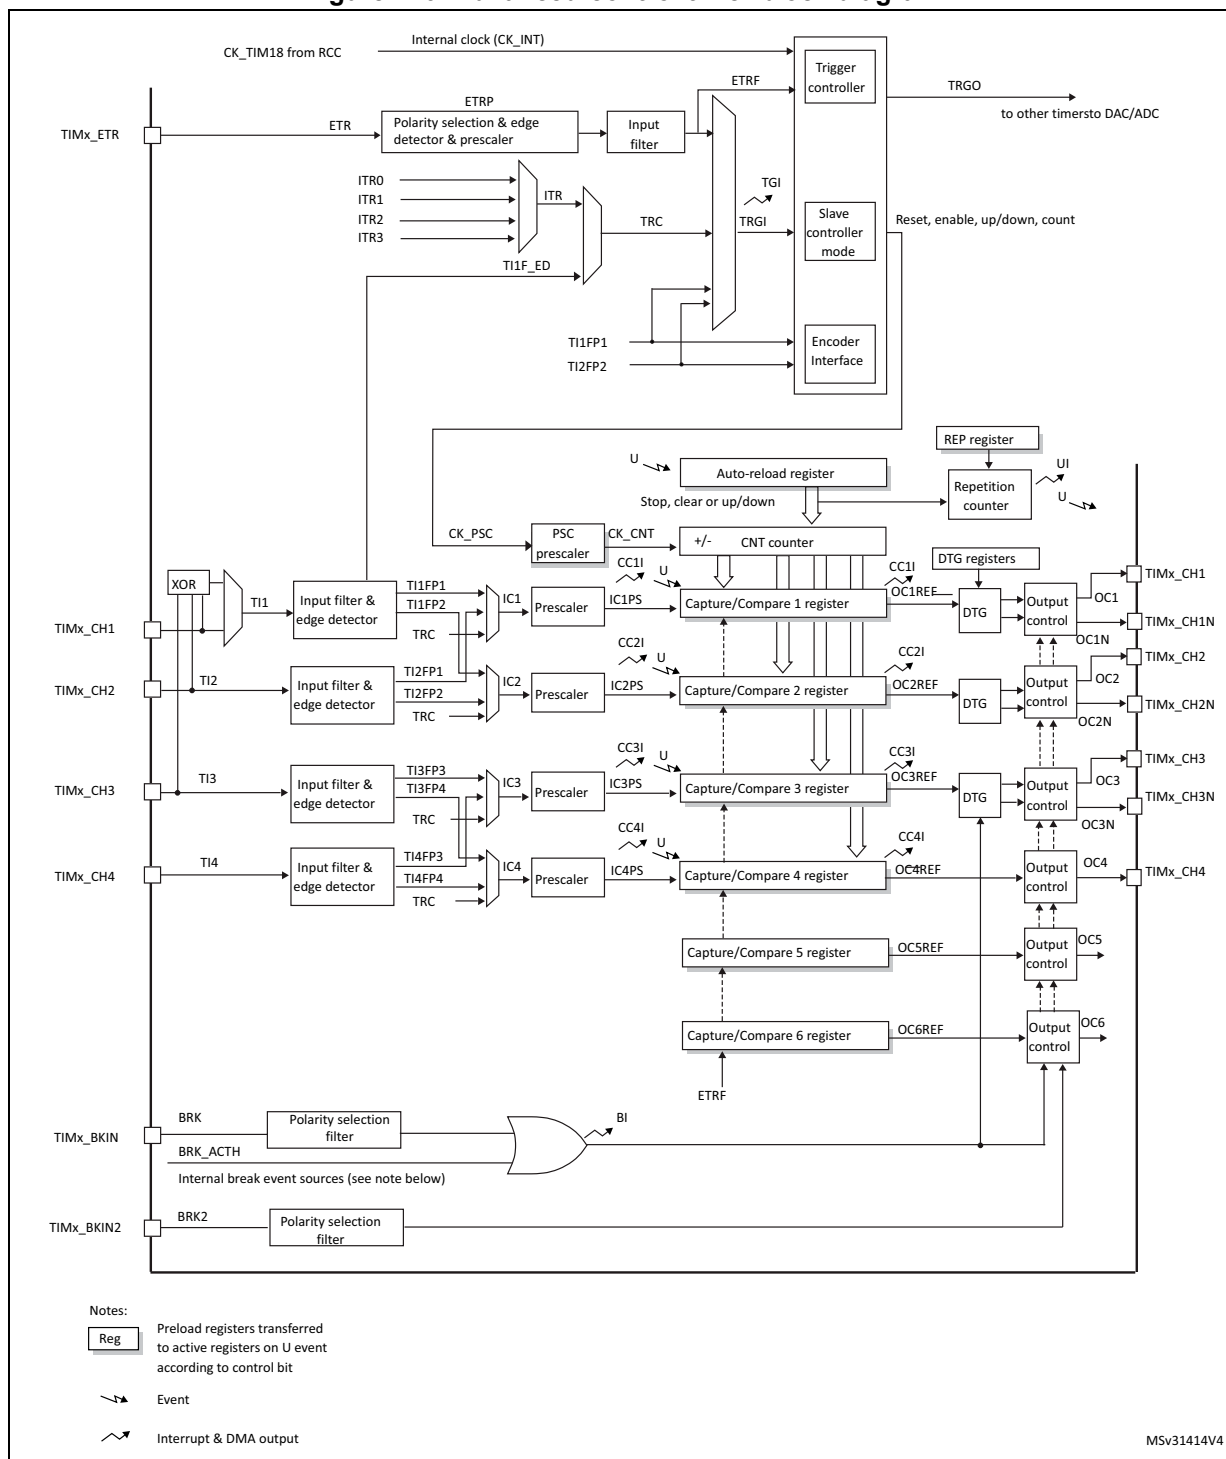 Internal clock (CK_INT)
CK_TIM18 from RCC
Trigger
controller
ETRF
TRGO
to other timersto DAC/ADC
ETRP
TIMx_ETR
ETR
Polarity selection & edge
detector & prescaler
Input
filter
ITR0
ITR1
ITR2
ITR3
ITR
TRC
TGI
TRGI
Slave
controller
mode
Reset, enable, up/down, count
TI1F_ED
TI1FP1
TI2FP2
Encoder
Interface
REP register
U
Auto-reload register
Stop, clear or up/down
Repetition
counter
UI
U
CK_PSC
PSC
prescaler
CK_CNT
+/-
CNT counter
DTG registers
XOR
TI1
TIMx_CH1
Input filter &
edge detector
TI1FP1
TI1FP2
TRC
IC1
Prescaler
IC1PS
CC1I
U
Capture/Compare 1 register
CC1I
OC1REF
DTG
Output
control
OC1
OC1N
TIMx_CH1
TIMx_CH1N
TIMx_CH2
TI2
Input filter &
edge detector
TI2FP1
TI2FP2
TRC
IC2
Prescaler
IC2PS
CC2I
U
Capture/Compare 2 register
CC2I
OC2REF
DTG
Output
control
OC2
OC2N
TIMx_CH2
TIMx_CH2N
TIMx_CH3
TI3
Input filter &
edge detector
TI3FP3
TI3FP4
TRC
IC3
Prescaler
IC3PS
CC3I
U
Capture/Compare 3 register
CC3I
OC3REF
DTG
Output
control
OC3
OC3N
TIMx_CH3
TIMx_CH3N
TIMx_CH4
TI4
Input filter &
edge detector
TI4FP3
TI4FP4
TRC
IC4
Prescaler
IC4PS
CC4I
U
Capture/Compare 4 register
CC4I
OC4REF
Output
control
OC4
TIMx_CH4
Capture/Compare 5 register
OC5REF
Output
control
OC5
Capture/Compare 6 register
OC6REF
Output
control
OC6
ETRF
TIMx_BKIN
BRK
Polarity selection
filter
BI
BRK_ACTH
Internal break event sources (see note below)
TIMx_BKIN2
BRK2
Polarity selection
filter
Notes:
Reg
Preload registers transferred
to active registers on U event
according to control bit
Event
Interrupt & DMA output
MSv31414V4